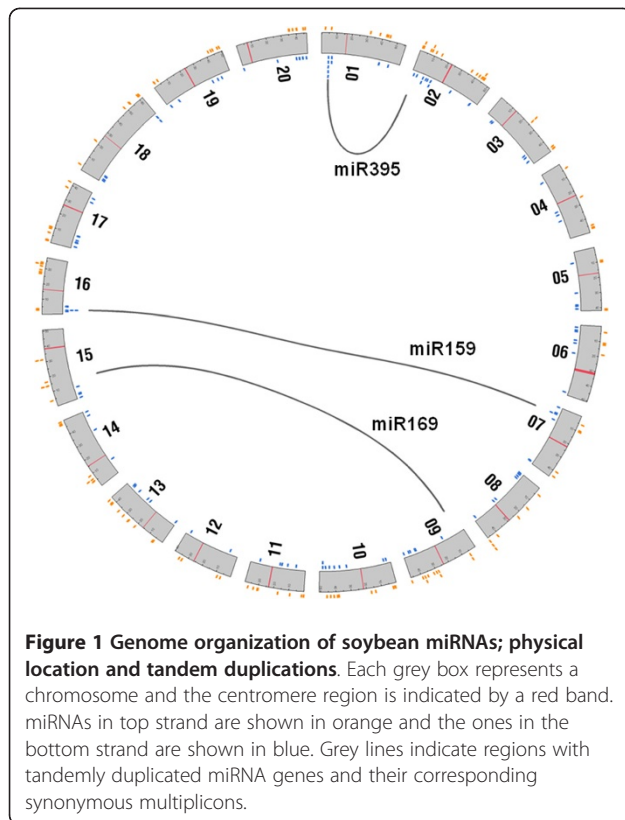 01
02
03
04
05
06
07
08
09
10
11
12
13
14
15
16
17
18
19
20
miR395
miR159
miR169
Figure 1 Genome organization of soybean miRNAs; physical
location and tandem duplications. Each grey box represents a
chromosome and the centromere region is indicated by a red band.
miRNAs in top strand are shown in orange and the ones in the
bottom strand are shown in blue. Grey lines indicate regions with
tandemly duplicated miRNA genes and their corresponding
synonymous multiplicons.